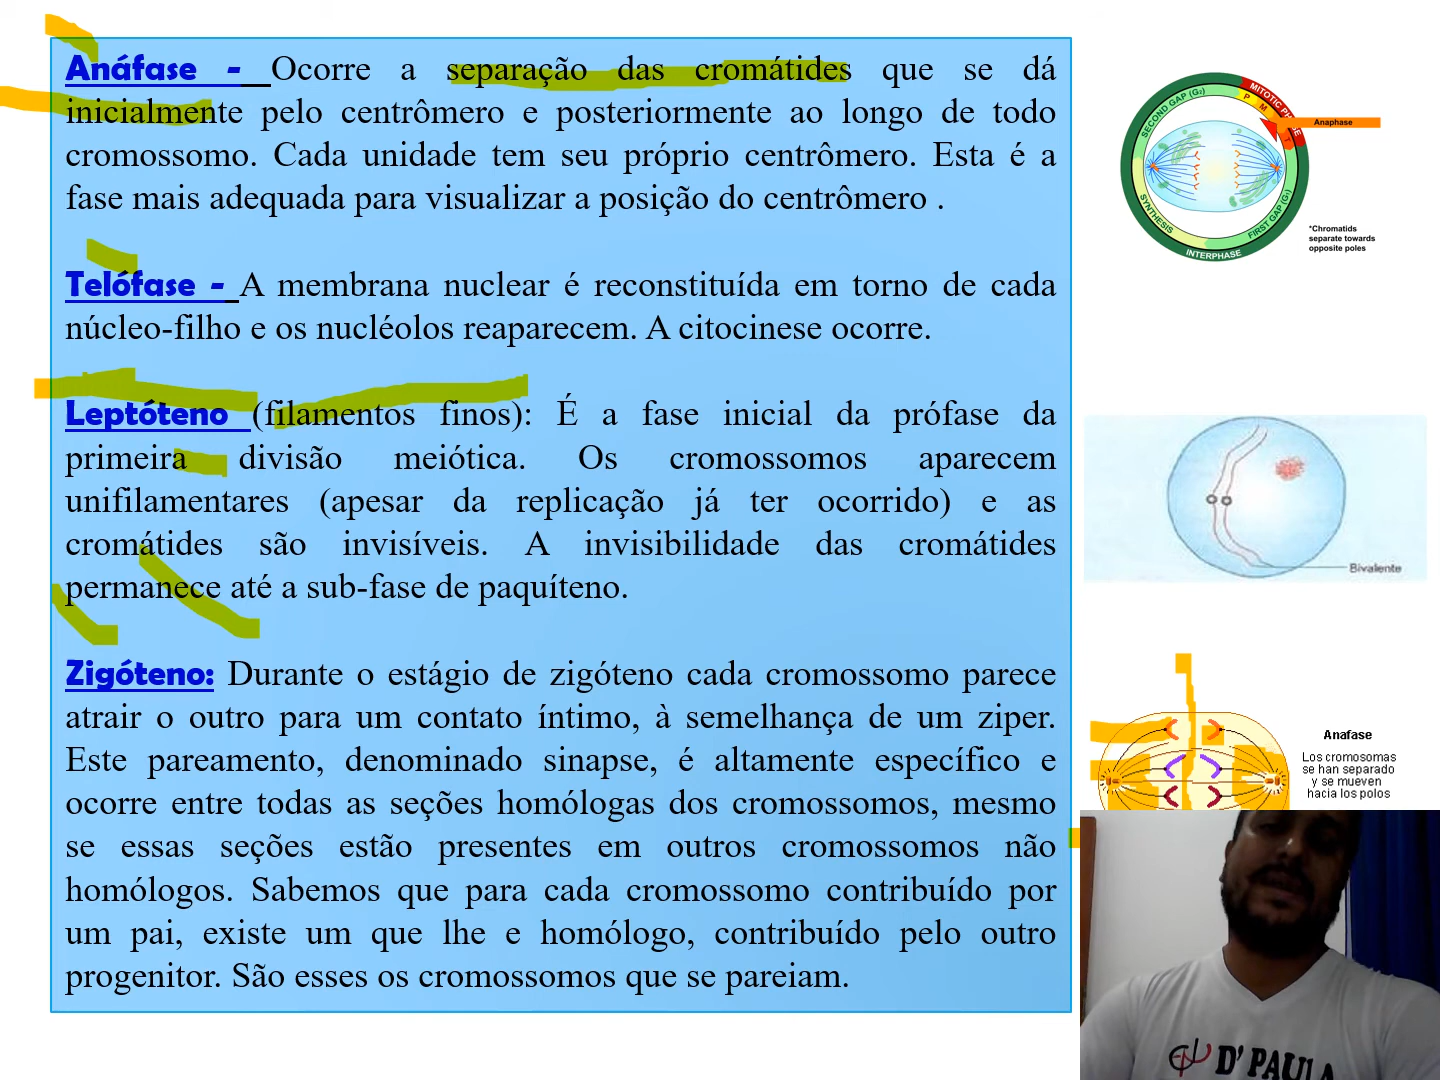 Anáfase - Ocorre a separação das cromátides que se dá
inicialmente pelo centrômero e posteriormente ao longo de todo
cromossomo. Cada unidade tem seu próprio centrômero. Esta é a
fase mais adequada para visualizar a posição do centrômero .
Telófase - A membrana nuclear é reconstituída em torno de cada
núcleo-filho e os nucléolos reaparecem. A citocinese ocorre.
Leptóteno (filamentos finos): É a fase inicial da prófase da
primeira divisão meiótica. Os cromossomos aparecem
unifilamentares (apesar da replicação já ter ocorrido) e as
cromátides são invisíveis. A invisibilidade das cromátides
permanece até a sub-fase de paquíteno.
Zigóteno: Durante o estágio de zigóteno cada cromossomo parece
atrair o outro para um contato íntimo, à semelhança de um ziper.
Este pareamento, denominado sinapse, é altamente específico e
ocorre entre todas as seções homólogas dos cromossomos, mesmo
se essas seções estão presentes em outros cromossomos não
homólogos. Sabemos que para cada cromossomo contribuído por
um pai, existe um que lhe e homólogo, contribuído pelo outro
progenitor. São esses os cromossomos que se pareiam.
SECOND GAP (G2)
MITOTIC
P
M
Anaphase
SYNTHESIS
FIRST GAP (G1)
INTERPHASE
*Chromatids
separate towards
opposite poles
Bivalente
Anafase
Los cromosomas
se han separado
y se mueven
hacia los polos
D' PAULA